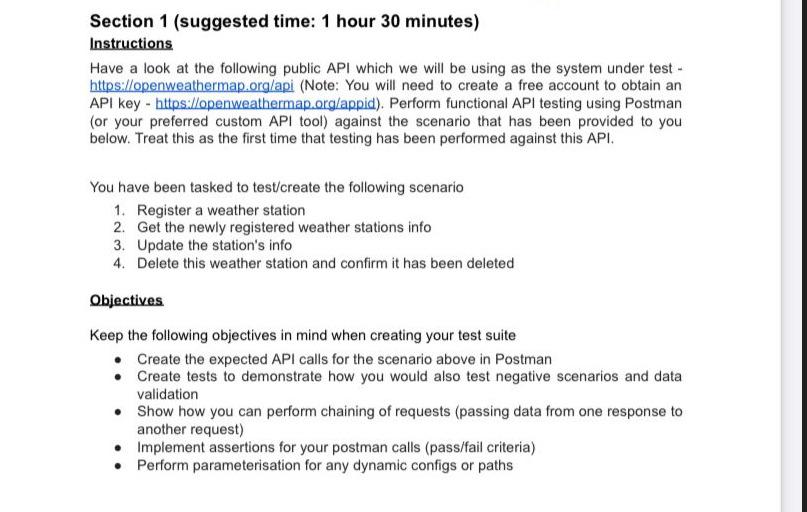 Section 1 (suggested time: 1 hour 30 minutes)
Instructions
Have a look at the following public API which we will be using as the system under test -
https://openweathermap.org/api (Note: You will need to create a free account to obtain an
API key - https://openweathermap.org/appid). Perform functional API testing using Postman
(or your preferred custom API tool) against the scenario that has been provided to you
below. Treat this as the first time that testing has been performed against this API.
You have been tasked to test/create the following scenario
1. Register a weather station
2. Get the newly registered weather stations info
3. Update the station's info
4. Delete this weather station and confirm it has been deleted
Objectives
Keep the following objectives in mind when creating your test suite
• Create the expected API calls for the scenario above in Postman
• Create tests to demonstrate how you would also test negative scenarios and data
validation
• Show how you can perform chaining of requests (passing data from one response to
another request)
• Implement assertions for your postman calls (pass/fail criteria)
• Perform parameterisation for any dynamic configs or paths